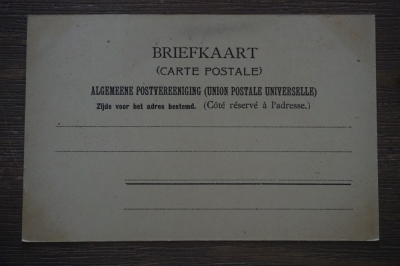 BRIEFKAART
(CARTE POSTALE)
ALGEMEENE POSTVEREENIGING (UNION POSTALE UNIVERSELLE)
Zijde voor het adres bestemd. (Côté réservé à l'adresse.)